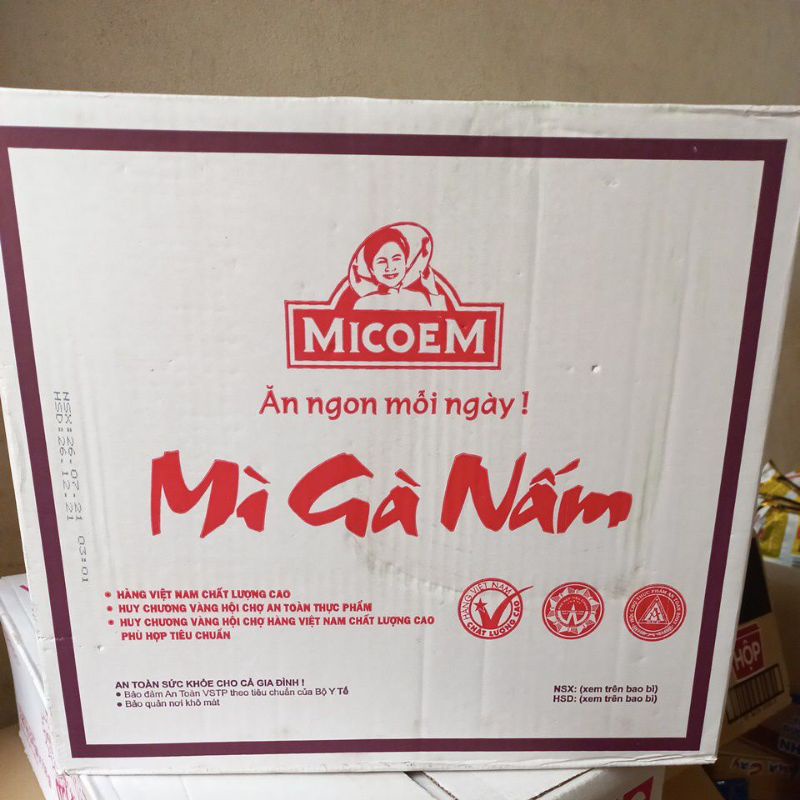 MICOEM
Ăn ngon mỗi ngày !
Mì Gà Nấm
NSX: 26-07-21 03:01
HSD: 26-12-21
HÀNG VIỆT NAM CHẤT LƯỢNG CAO
HUY CHƯƠNG VÀNG HỘI CHỢ AN TOÀN THỰC PHẨM
HUY CHƯƠNG VÀNG HỘI CHỢ HÀNG VIỆT NAM CHẤT LƯỢNG CAO
PHÙ HỢP TIÊU CHUẨN
HÀNG VIỆT NAM
CHẤT LƯỢNG CAO
AN TOÀN SỨC KHỎE CHO CẢ GIA ĐÌNH !
Bảo đảm An Toàn VSTP theo tiêu chuẩn của Bộ Y Tế
Bảo quản nơi khô mát
NSX: (xem trên bao bì)
HSD: (xem trên bao bì)
HỘP